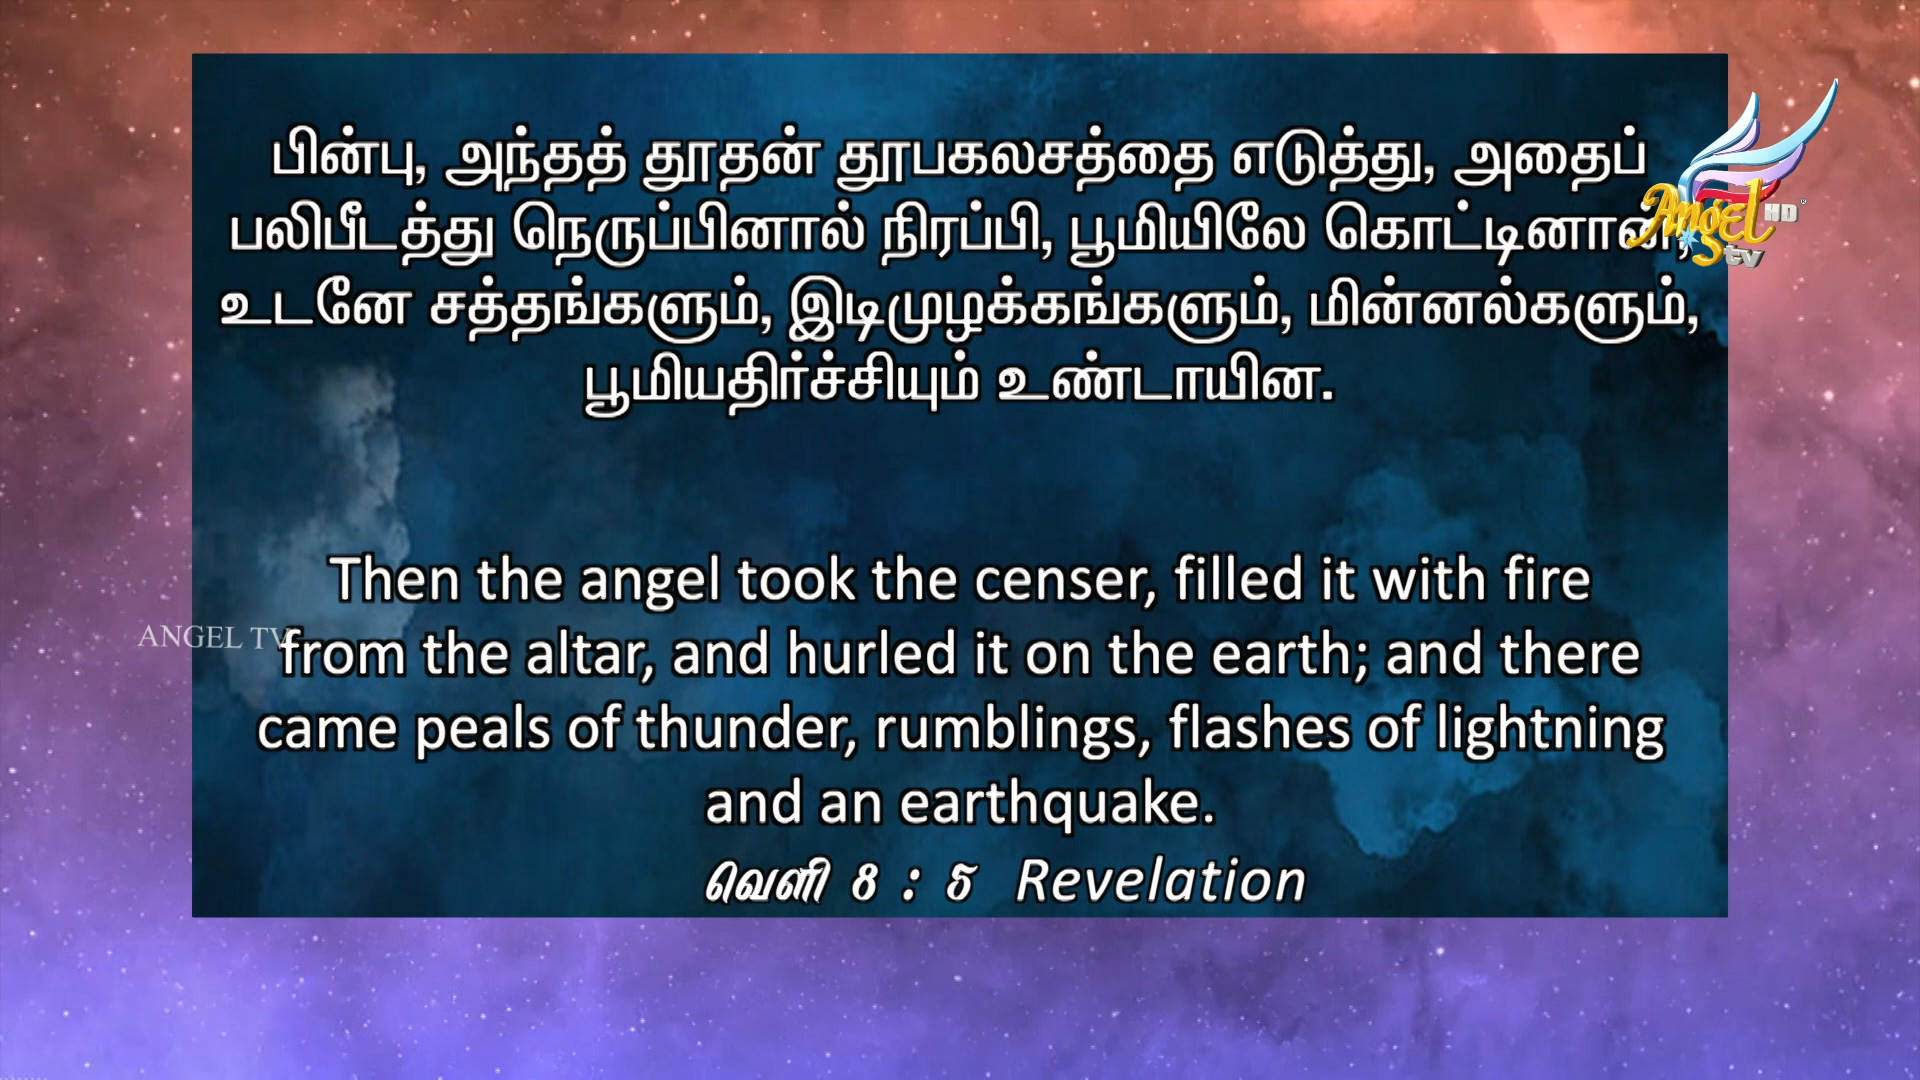 பின்பு, அந்தத் தூதன் தூபகலசத்தை எடுத்து, அதைப்
பலிபீடத்து நெருப்பினால் நிரப்பி, பூமியிலே கொட்டினான்,
உடனே சத்தங்களும், இடிமுழக்கங்களும், மின்னல்களும்,
பூமியதிர்ச்சியும் உண்டாயின.
Angel HD
tv
Then the angel took the censer, filled it with fire
ANGEL TV
from the altar, and hurled it on the earth; and there
came peals of thunder, rumblings, flashes of lightning
and an earthquake.
வெளி 8 : 5 Revelation